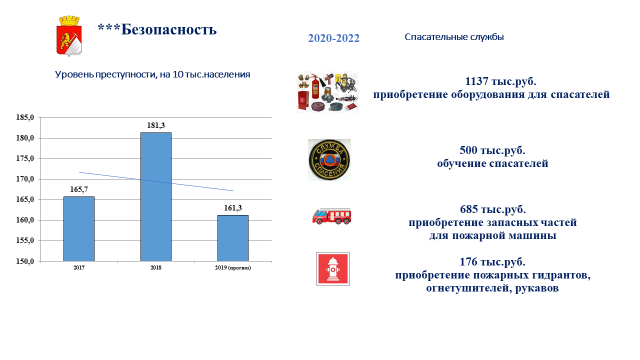 ***Безопасность
Уровень преступности, на 10 тыс.населения
185,0
180,0
175,0
170,0
165,0
160,0
155,0
150,0
165,7
181,3
161,3
2017
2018
2019 (прогноз)
2020-2022
Спасательные службы
1137 тыс.руб.
приобретение оборудования для спасателей
500 тыс.руб.
обучение спасателей
685 тыс.руб.
приобретение запасных частей
для пожарной машины
176 тыс.руб.
приобретение пожарных гидрантов,
огнетушителей, рукавов
СЛУЖБА
СПАСЕНИЯ